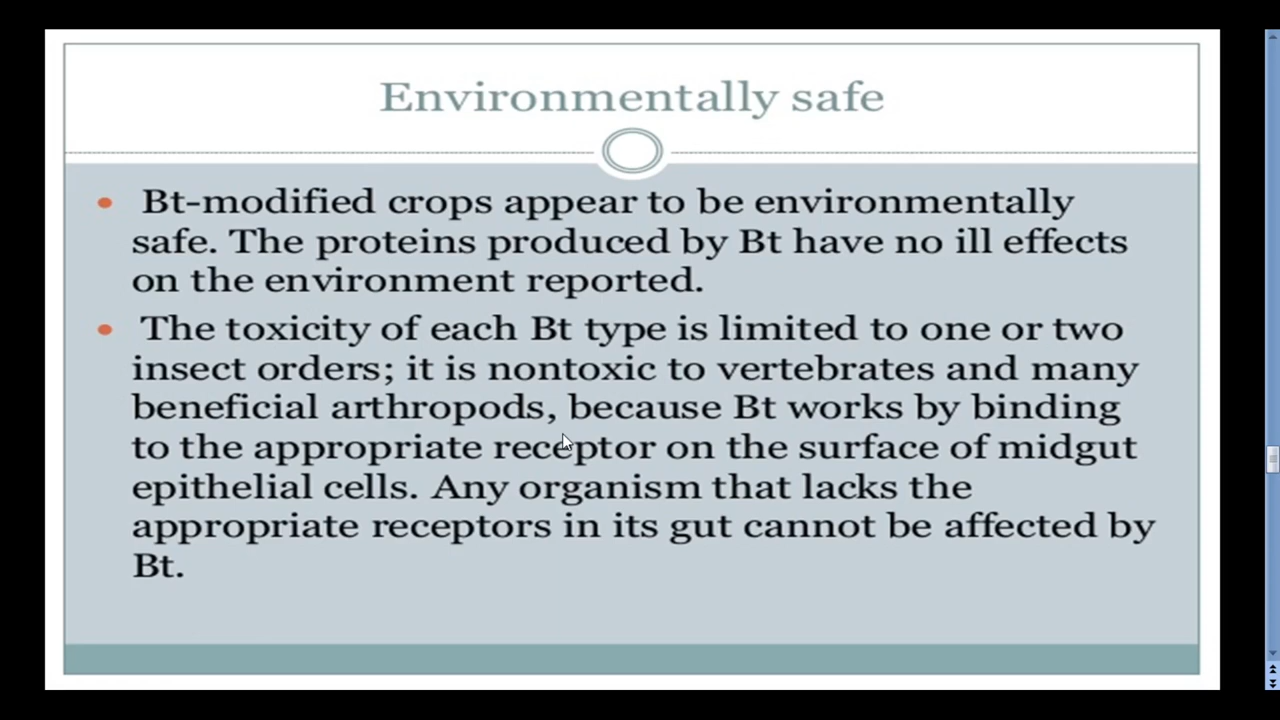 Environmentally safe
• Bt-modified crops appear to be environmentally
safe. The proteins produced by Bt have no ill effects
on the environment reported.
• The toxicity of each Bt type is limited to one or two
insect orders; it is nontoxic to vertebrates and many
beneficial arthropods, because Bt works by binding
to the appropriate receptor on the surface of midgut
epithelial cells. Any organism that lacks the
appropriate receptors in its gut cannot be affected by
Bt.